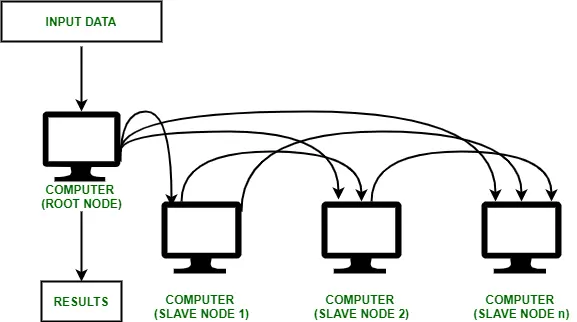 INPUT DATA
COMPUTER
(ROOT NODE)
RESULTS
COMPUTER
(SLAVE NODE 1)
COMPUTER
(SLAVE NODE 2)
COMPUTER
(SLAVE NODE n)